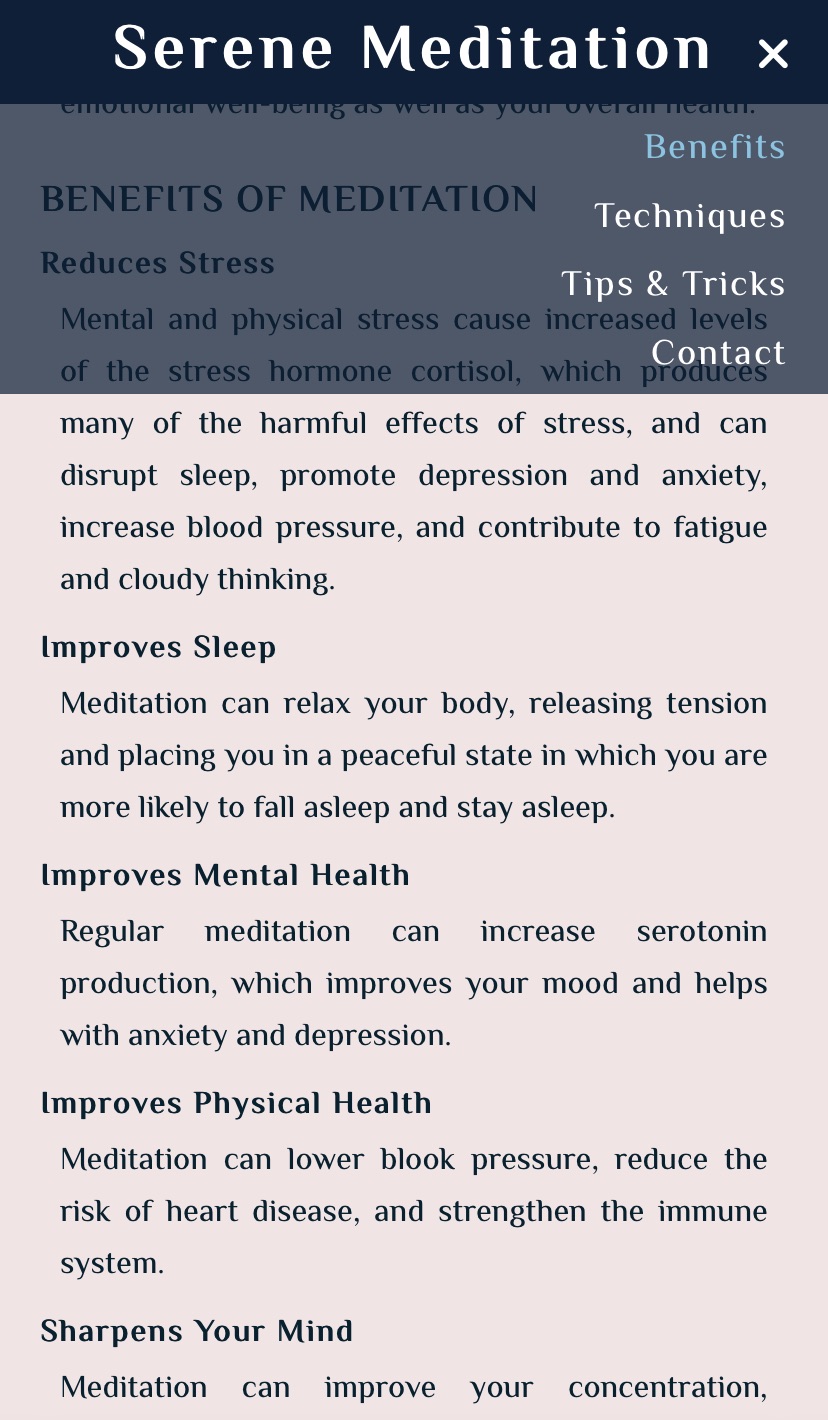 Serene Meditation ×
emotional well-being as well as your overall health.
Benefits
BENEFITS OF MEDITATION
Techniques
Reduces Stress
Tips & Tricks
Mental and physical stress cause increased levels
Contact
of the stress hormone cortisol, which produces
many of the harmful effects of stress, and can
disrupt sleep, promote depression and anxiety,
increase blood pressure, and contribute to fatigue
and cloudy thinking.
Improves Sleep
Meditation can relax your body, releasing tension
and placing you in a peaceful state in which you are
more likely to fall asleep and stay asleep.
Improves Mental Health
Regular meditation can increase serotonin
production, which improves your mood and helps
with anxiety and depression.
Improves Physical Health
Meditation can lower blook pressure, reduce the
risk of heart disease, and strengthen the immune
system.
Sharpens Your Mind
Meditation can improve your concentration,